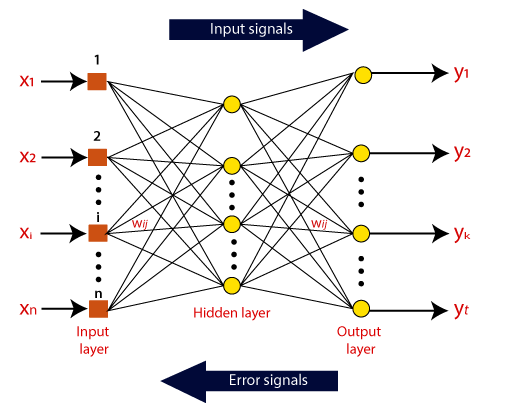 Input signals
1
x1
y1
2
x2
y2
i
xi
wij
wij
yk
n
xn
yt
Input
layer
Hidden layer
Output
layer
Error signals